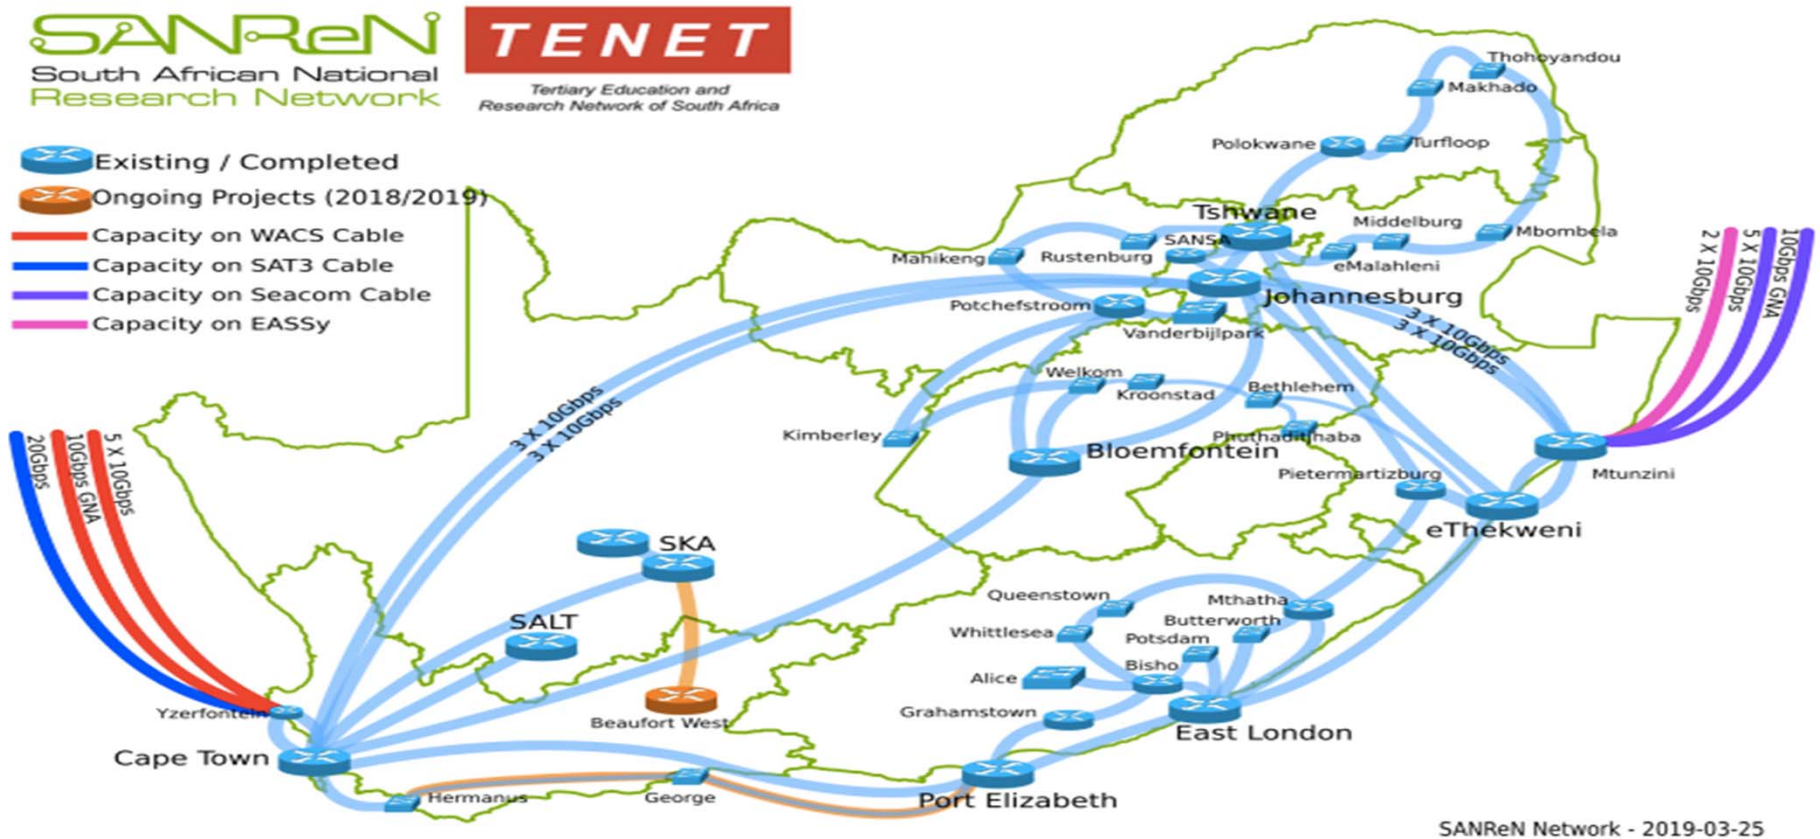 SANReN
South African National
Research Network
TENET
Tertiary Education and
Research Network of South Africa
Existing / Completed
Ongoing Projects (2018/2019)
Capacity on WACS Cable
Capacity on SAT3 Cable
Capacity on Seacom Cable
Capacity on EASSy
Thohoyandou
Makhado
Polokwane
Turfloop
Tshwane
Middelburg
Mbombela
SANSA
Mahikeng
Rustenburg
eMalahleni
Potchefstroom
Johannesburg
Vanderbijlpark
2 X 10Gbps
5 X 10Gbps
10Gbps GNA
3 X 10Gbps
3 X 10Gbps
Welkom
Kroonstad
Bethlehem
3 X 10Gbps
3 X 10Gbps
Kimberley
Phuthaditjhaba
Bloemfontein
Pietermartizburg
Mtunzini
eThekweni
20Gbps
10Gbps GNA
5 X 10Gbps
SKA
SALT
Queenstown
Mthatha
Butterworth
Whittlesea
Potsdam
Bisho
Alice
Grahamstown
East London
Yzerfontein
Beaufort West
Cape Town
Hermanus
George
Port Elizabeth
SANReN Network - 2019-03-25